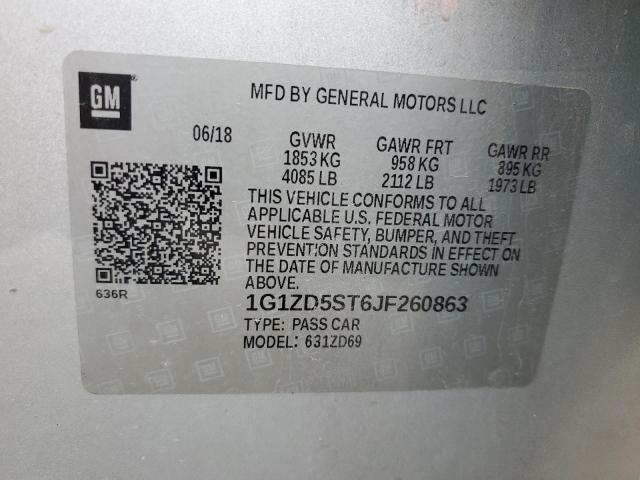 GM
®
MFD BY GENERAL MOTORS LLC
06/18 GVWR GAWR FRT GAWR RR
1853 KG 958 KG 895 KG
4085 LB 2112 LB 1973 LB
THIS VEHICLE CONFORMS TO ALL
APPLICABLE U.S. FEDERAL MOTOR
VEHICLE SAFETY, BUMPER, AND THEFT
PREVENTION STANDARDS IN EFFECT ON
THE DATE OF MANUFACTURE SHOWN
ABOVE.
636R
1G1ZD5ST6JF260863
TYPE: PASS CAR
MODEL: 631ZD69